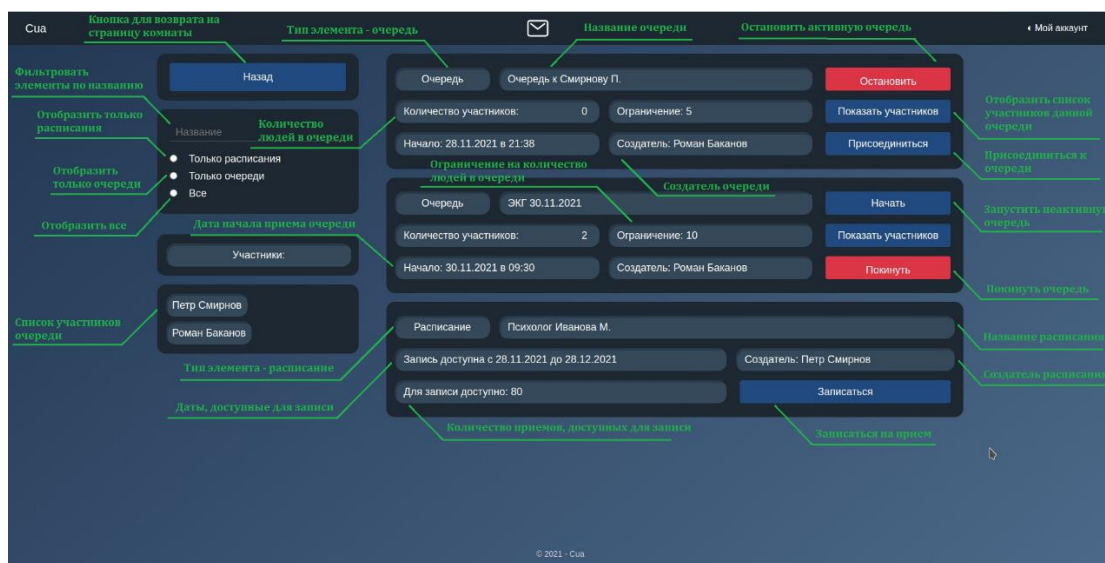 Cua
Кнопка для возврата на
страницу комнаты
Тип элемента - очередь
Название очереди
Остановить активную очередь
Мой аккаунт
Фильтровать
элементы по названию
Назад
Очередь
Очередь к Смирнову П.
Остановить
Отобразить только
расписания
Название
Количество
людей в очереди
Количество участников: 0
Ограничение: 5
Показать участников
Отобразить список
участников данной
очереди
Начало: 28.11.2021 в 21:38
Создатель: Роман Баканов
Присоединиться
Присоединиться к
очереди
Только расписания
Только очереди
Все
Отобразить
только очереди
Ограничение на количество
людей в очереди
Создатель очереди
Очередь
ЭКГ 30.11.2021
Начать
Запустить неактивную
очередь
Отобразить все
Дата начала приема очереди
Количество участников: 2
Ограничение: 10
Показать участников
Участники:
Начало: 30.11.2021 в 09:30
Создатель: Роман Баканов
Покинуть
Покинуть очередь
Петр Смирнов
Роман Баканов
Список участников
очереди
Расписание
Психолог Иванова М.
Название расписания
Тип элемента - расписание
Запись доступна с 28.11.2021 до 28.12.2021
Создатель: Петр Смирнов
Создатель расписания
Даты, доступные для записи
Для записи доступно: 80
Записаться
Количество приемов, доступных для записи
Записаться на прием
© 2021 - Cua